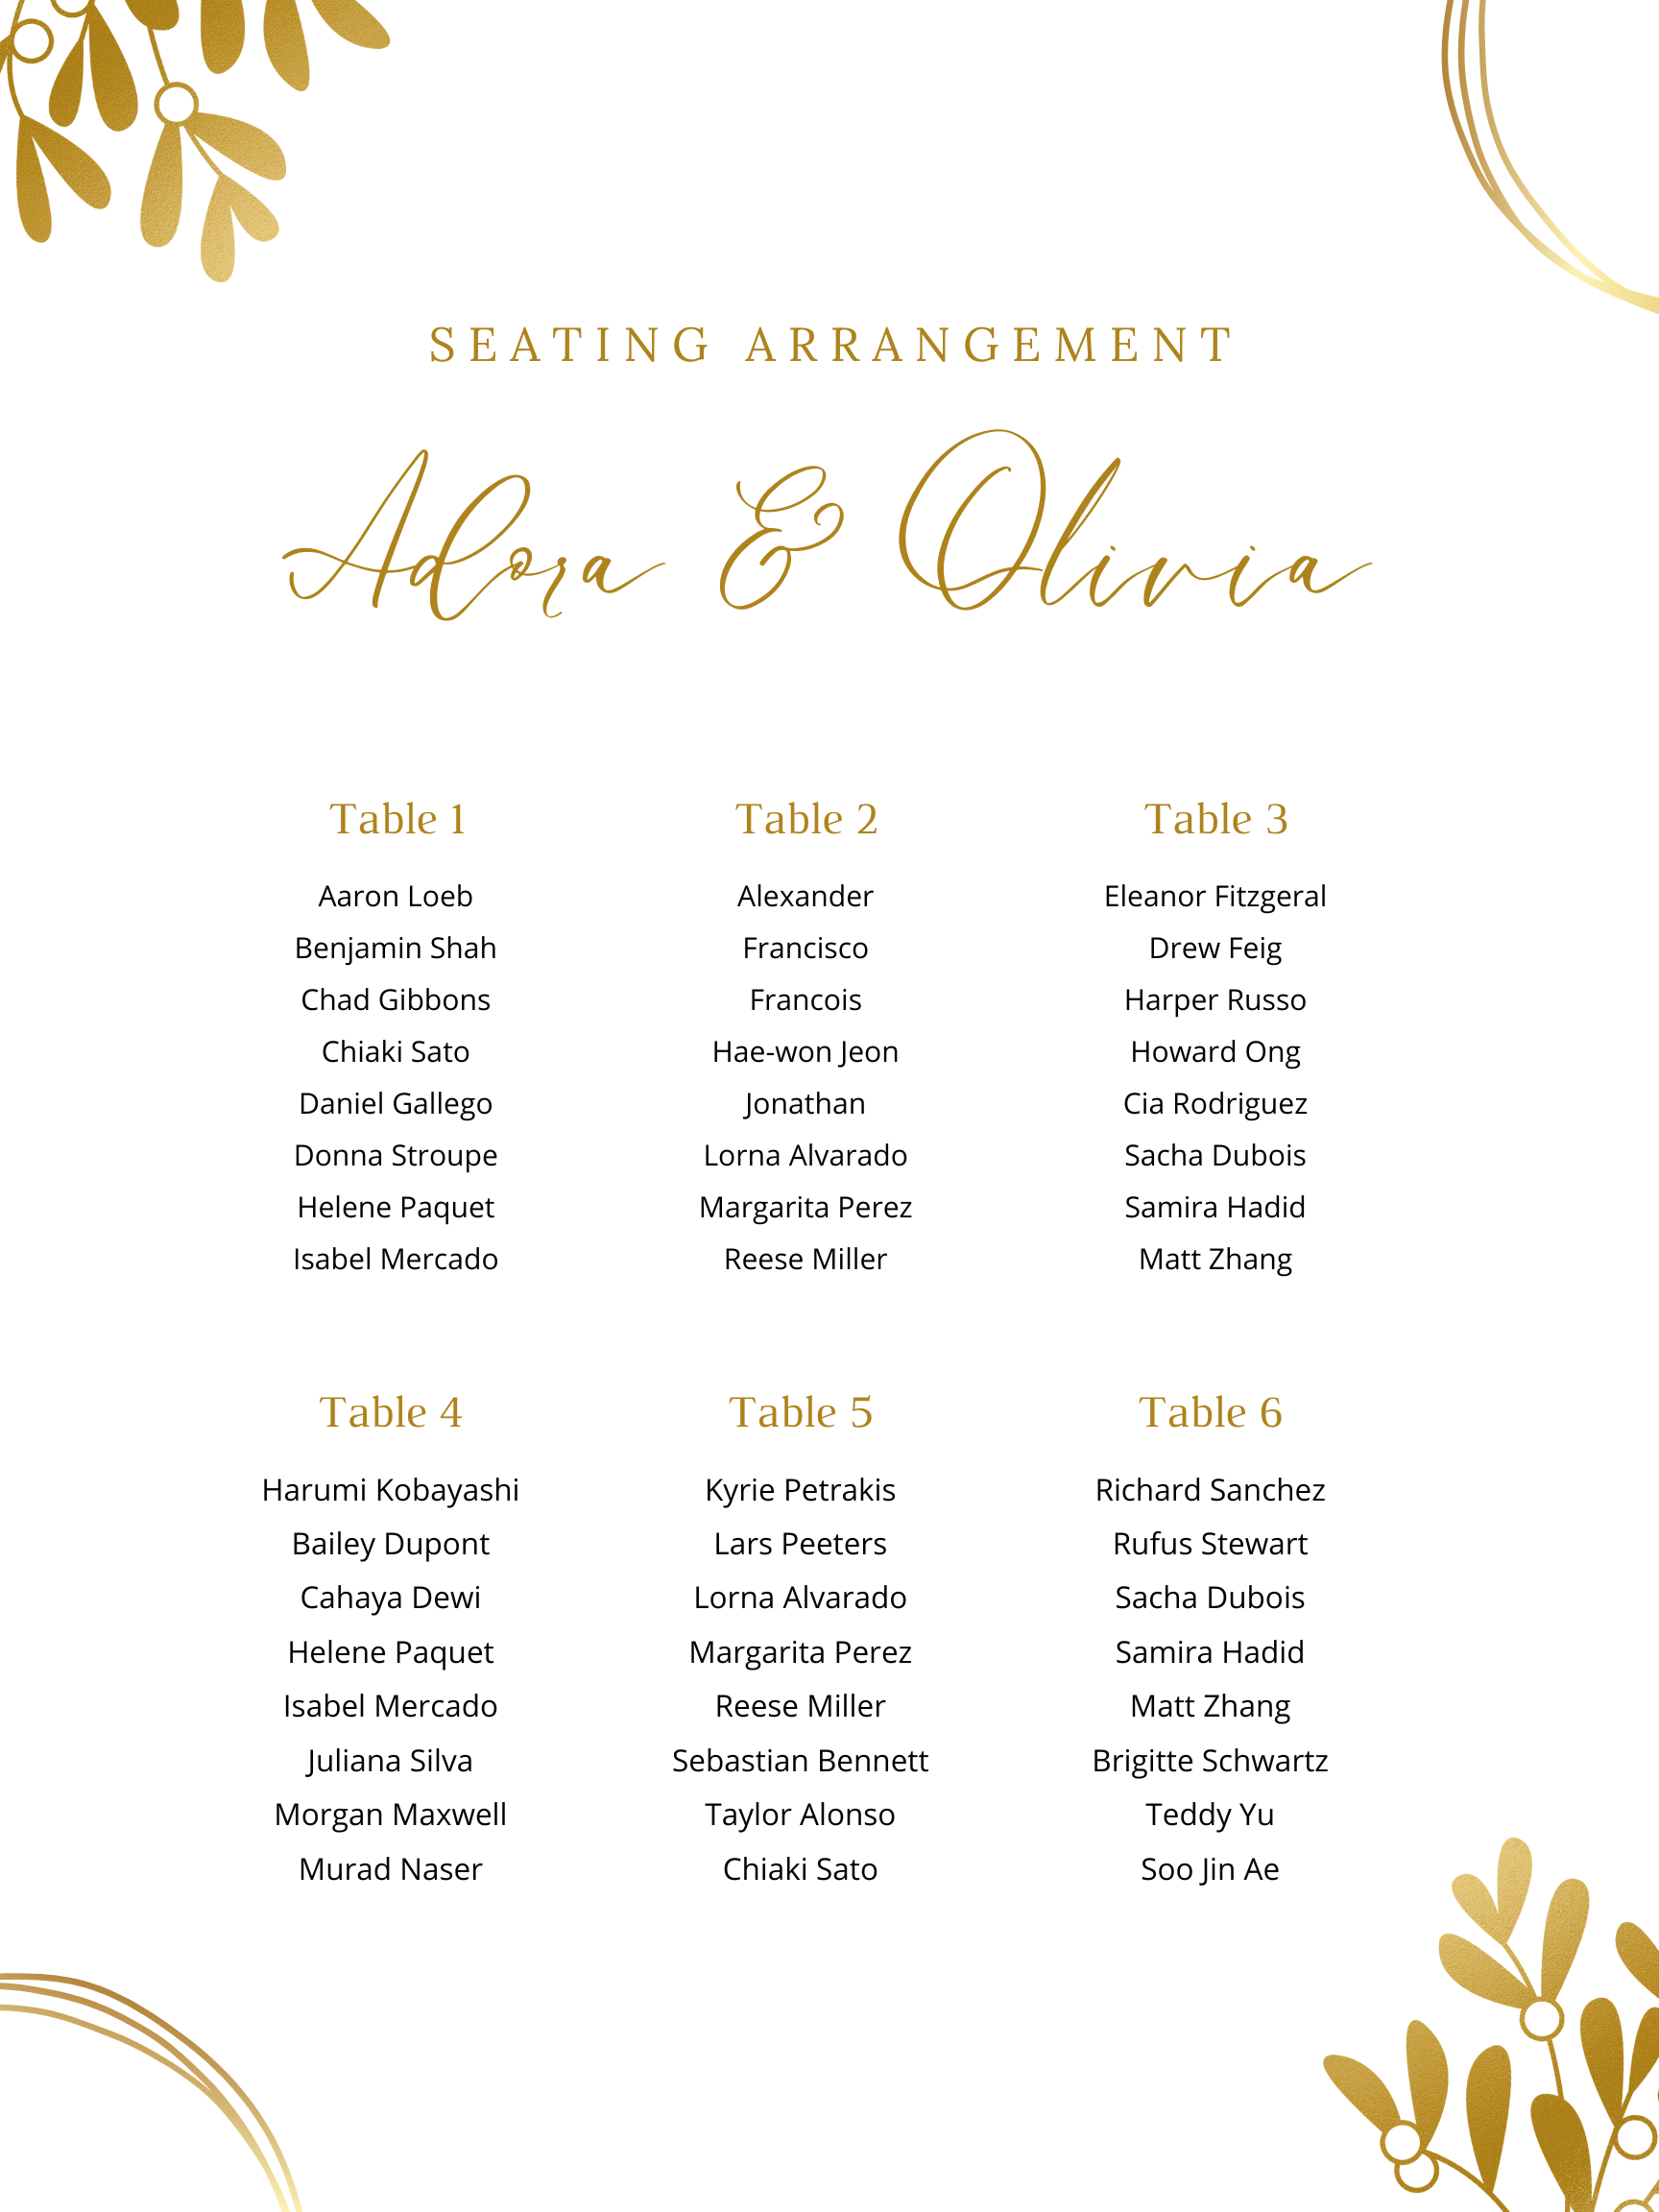 SEATING ARRANGEMENT
Adora & Olivia
Table 1
Aaron Loeb
Benjamin Shah
Chad Gibbons
Chiaki Sato
Daniel Gallego
Donna Stroupe
Helene Paquet
Isabel Mercado
Table 2
Alexander
Francisco
Francois
Hae-won Jeon
Jonathan
Lorna Alvarado
Margarita Perez
Reese Miller
Table 3
Eleanor Fitzgeral
Drew Feig
Harper Russo
Howard Ong
Cia Rodriguez
Sacha Dubois
Samira Hadid
Matt Zhang
Table 4
Harumi Kobayashi
Bailey Dupont
Cahaya Dewi
Helene Paquet
Isabel Mercado
Juliana Silva
Morgan Maxwell
Murad Naser
Table 5
Kyrie Petrakis
Lars Peeters
Lorna Alvarado
Margarita Perez
Reese Miller
Sebastian Bennett
Taylor Alonso
Chiaki Sato
Table 6
Richard Sanchez
Rufus Stewart
Sacha Dubois
Samira Hadid
Matt Zhang
Brigitte Schwartz
Teddy Yu
Soo Jin Ae